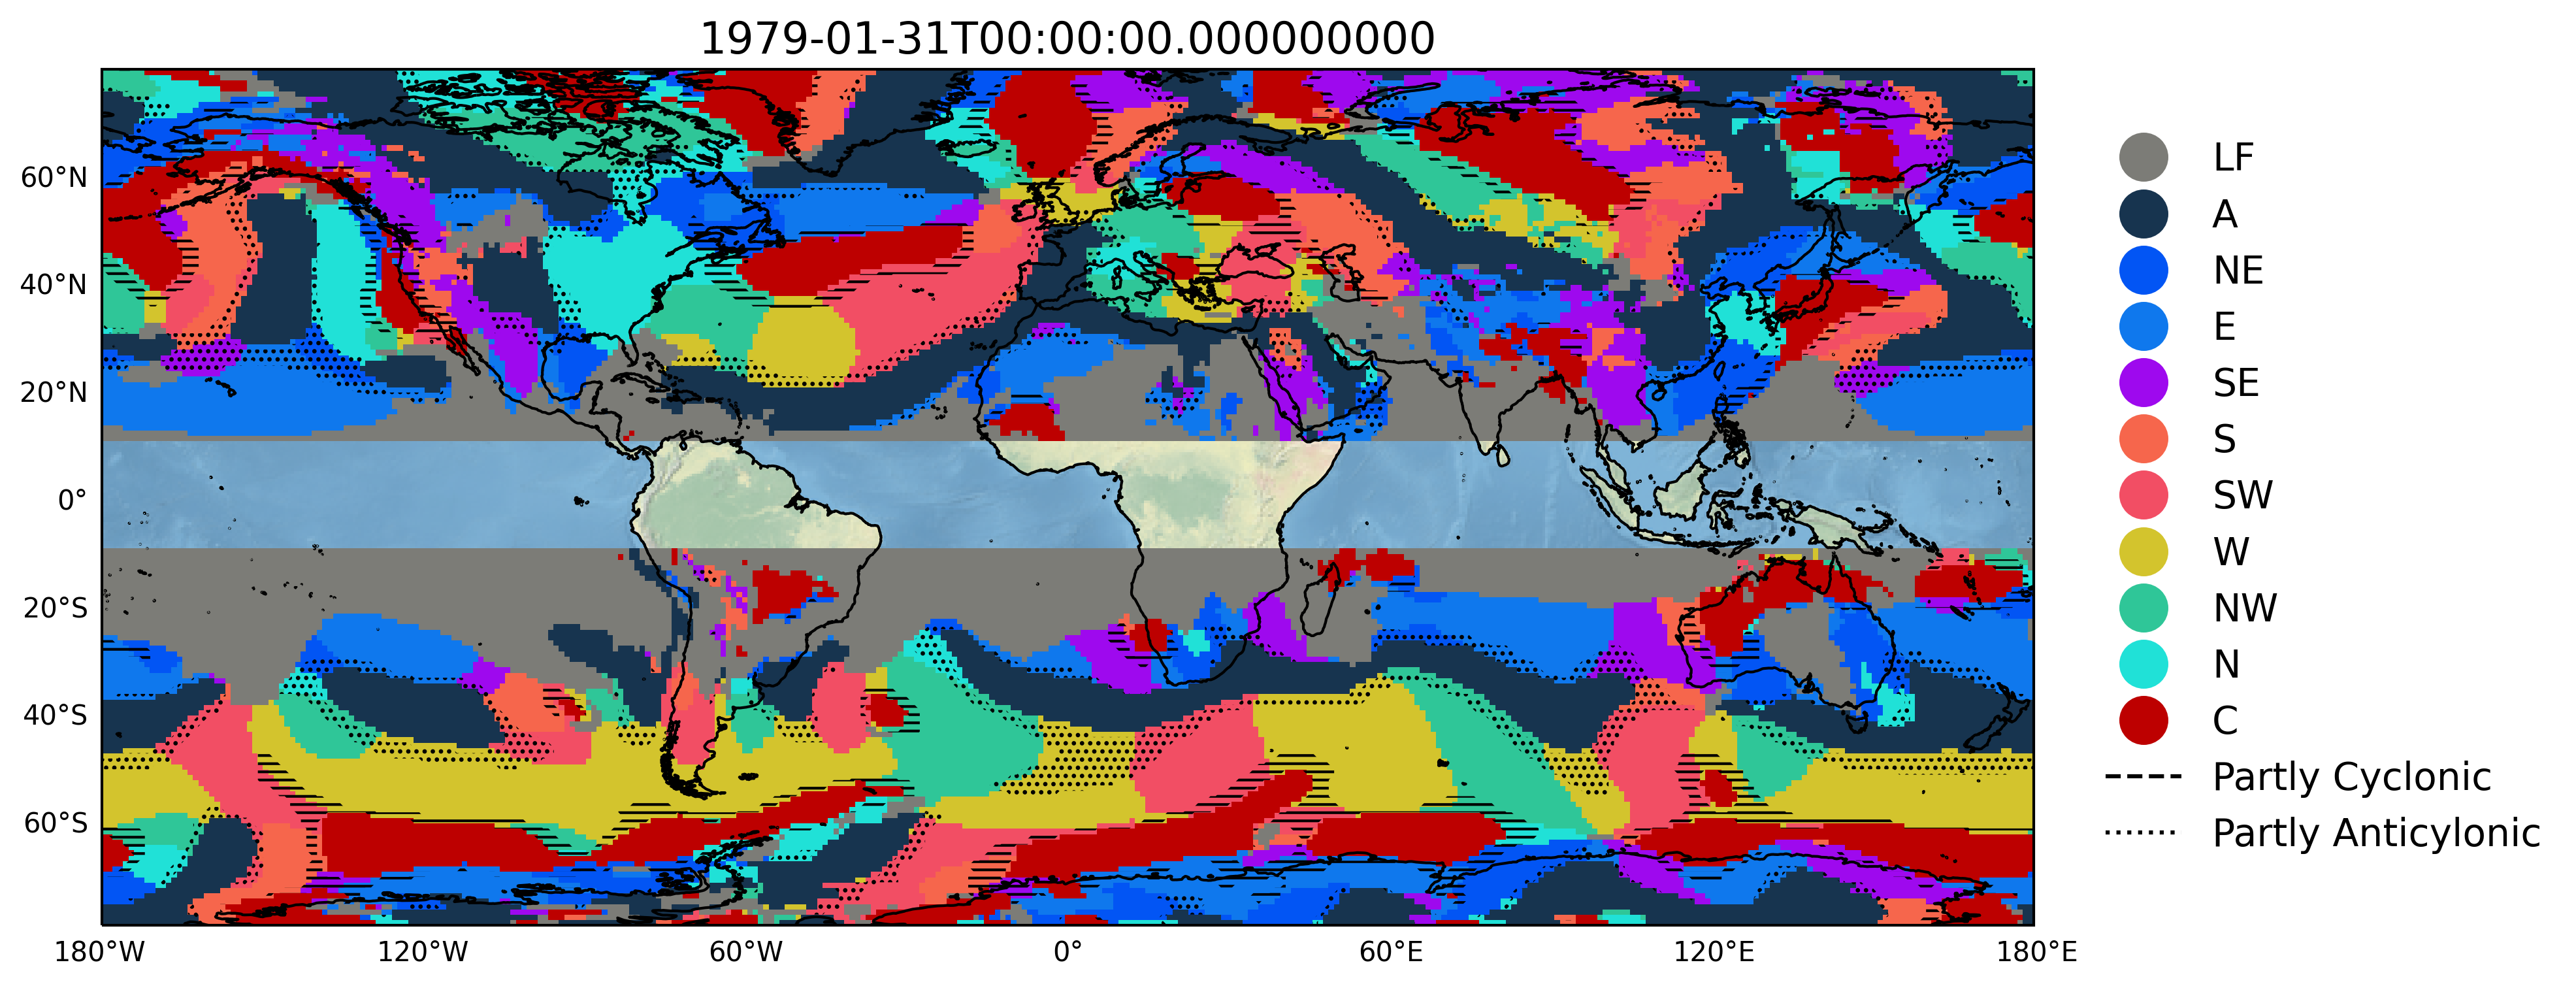 1979-01-31T00:00:00.000000000
60°N
40°N
20°N
0°
20°S
40°S
60°S
180°W
120°W
60°W
0°
60°E
120°E
180°E
LF
A
NE
E
SE
S
SW
W
NW
N
C
Partly Cyclonic
Partly Anticylonic